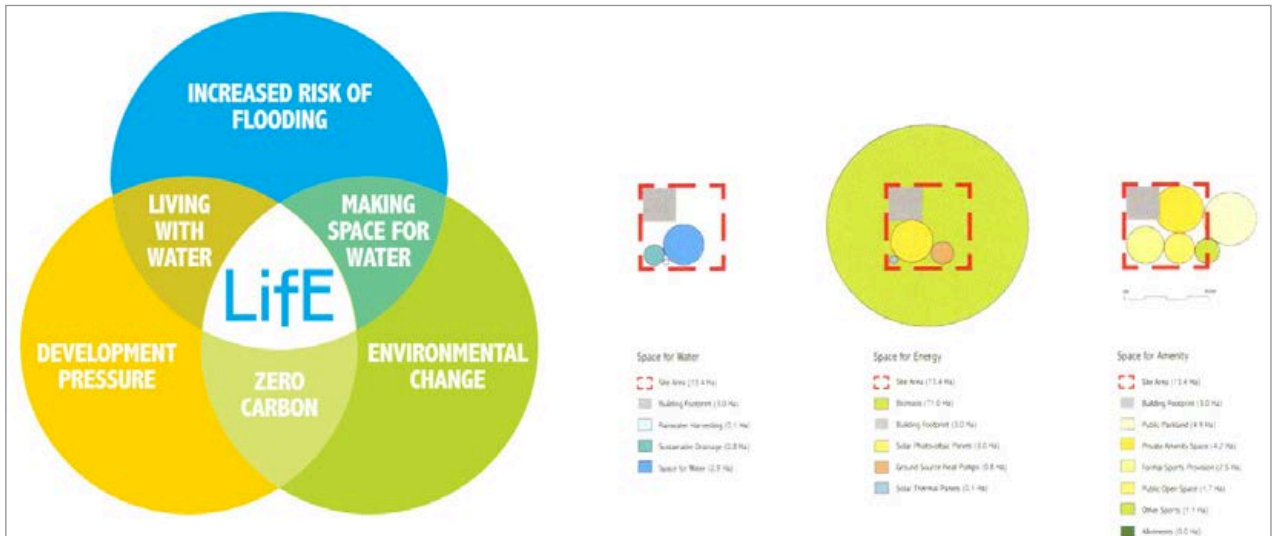 INCREASED RISK OF
FLOODING
LIVING
WITH
WATER
MAKING
SPACE FOR
WATER
LifE
DEVELOPMENT
PRESSURE
ZERO
CARBON
ENVIRONMENTAL
CHANGE
Space for Water
Site Area (13.4 Ha)
Building Footprint (3.0 Ha)
Rainwater Harvesting (0.1 Ha)
Sustainable Drainage (0.8 Ha)
Space for Water (2.9 Ha)
Space for Energy
Site Area (13.4 Ha)
Biomass (71.0 Ha)
Building Footprint (3.0 Ha)
Solar Photovoltaic Panels (3.0 Ha)
Ground Source Heat Pumps (0.8 Ha)
Solar Thermal Panels (0.1 Ha)
Space for Amenity
Site Area (13.4 Ha)
Building Footprint (3.0 Ha)
Public Parkland (4.9 Ha)
Private Amenity Space (4.2 Ha)
Formal Sports Provision (2.5 Ha)
Public Open Space (1.7 Ha)
Other Sports (1.1 Ha)
Allotments (0.0 Ha)